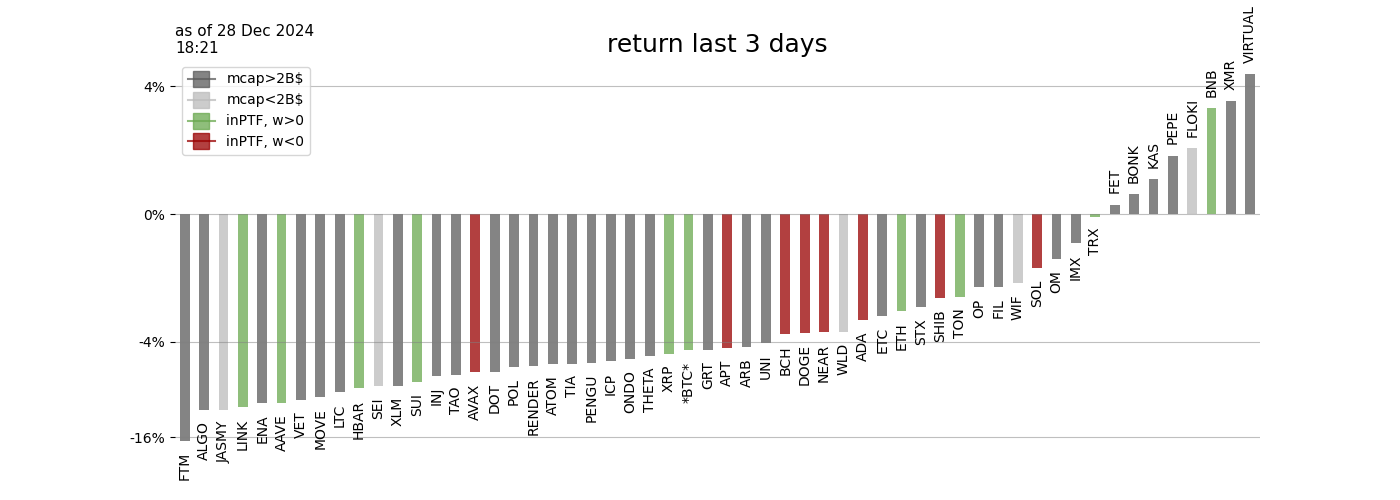 as of 28 Dec 2024
18:21
return last 3 days
mcap>2B$
mcap<2B$
inPTF, w>0
inPTF, w<0
4%
0%
-4%
-16%
FTM
ALGO
JASMY
LINK
ENA
AAVE
VET
MOVE
LTC
HBAR
SEI
XLM
SUI
INJ
TAO
AVAX
DOT
POL
RENDER
ATOM
TIA
PENGU
ICP
ONDO
THETA
XRP
*BTC*
GRT
APT
ARB
UNI
BCH
DOGE
NEAR
WLD
ADA
ETC
ETH
STX
SHIB
TON
OP
FIL
WIF
SOL
OM
IMX
TRX
FET
BONK
KAS
PEPE
FLOKI
BNB
XMR
VIRTUAL